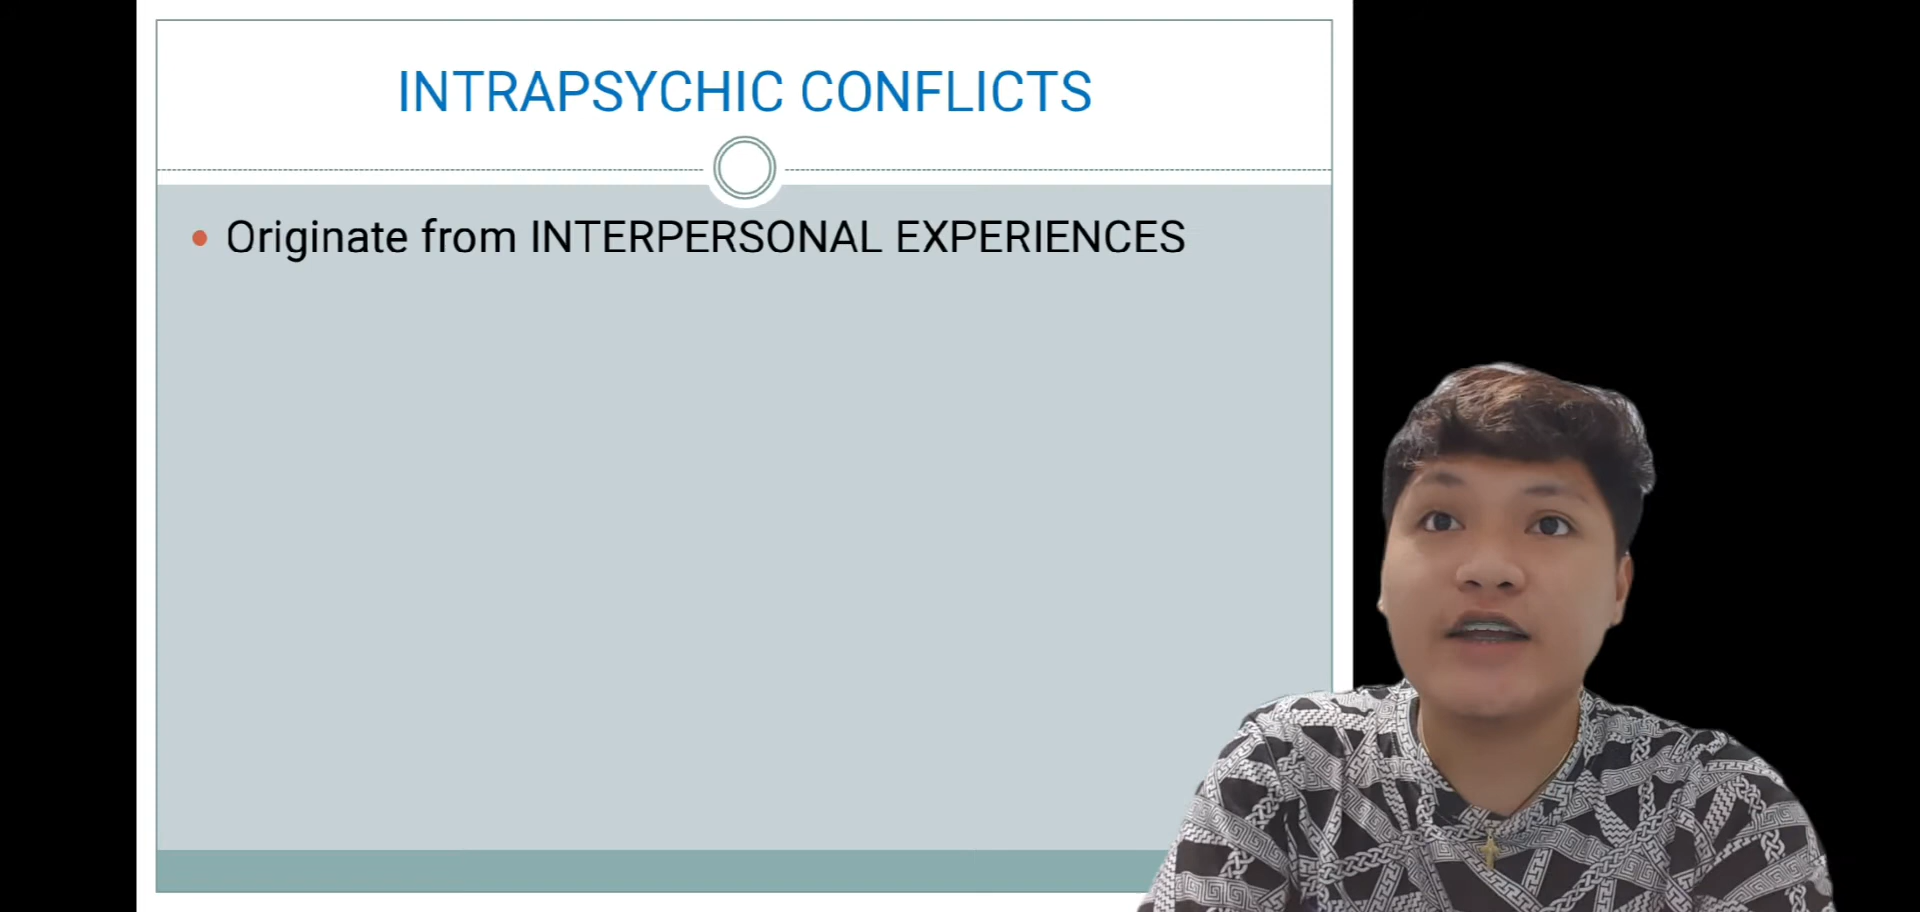 INTRAPSYCHIC CONFLICTS
• Originate from INTERPERSONAL EXPERIENCES